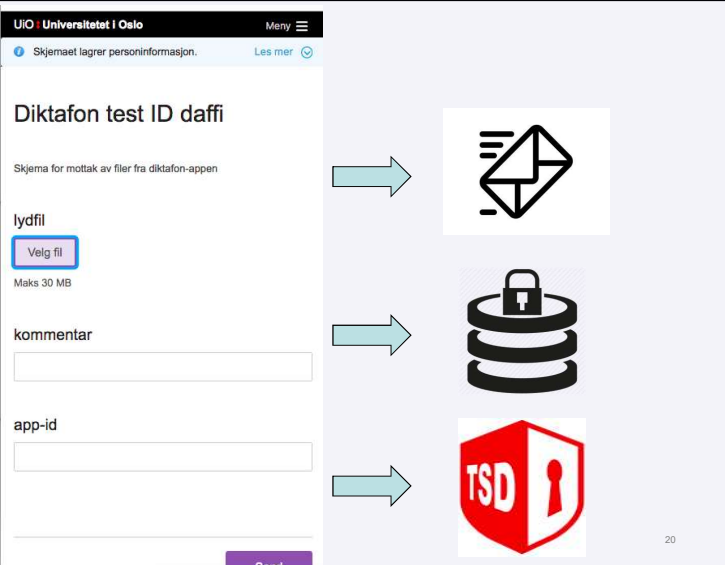 UiO Universitetet i Oslo Meny
Skjemaet lagrer personinformasjon. Les mer
Diktafon test ID daffi
Skjema for mottak av filer fra diktafon-appen
lydfil
Velg fil
Maks 30 MB
kommentar
app-id
TSD
20